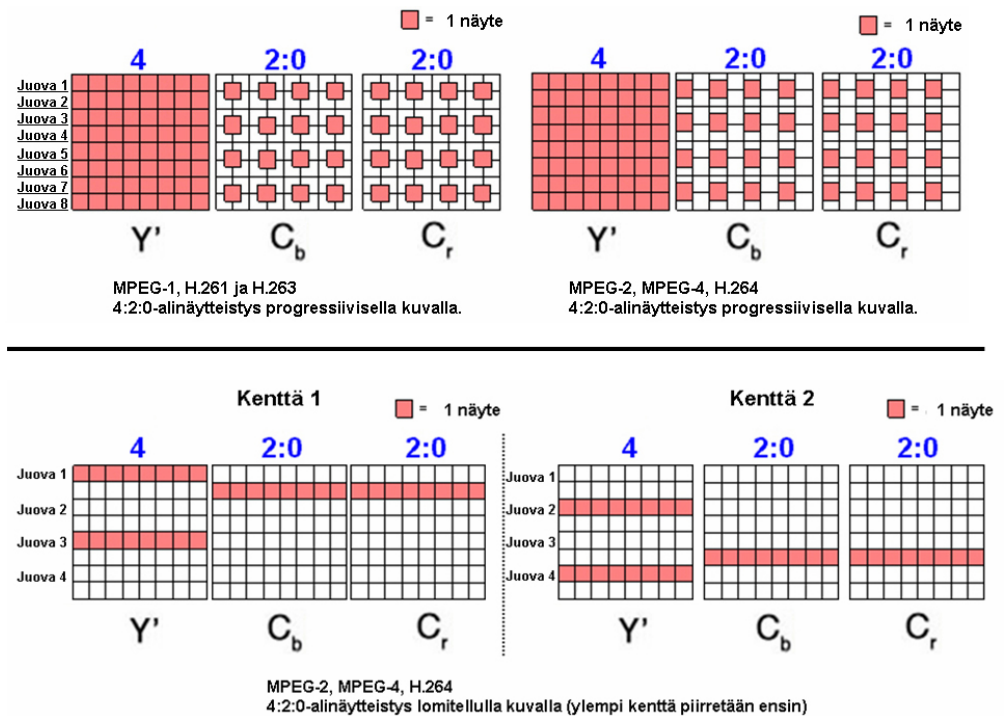 = 1 näyte
4 2:0 2:0
Juova 1
Juova 2
Juova 3
Juova 4
Juova 5
Juova 6
Juova 7
Juova 8
Y' Cb Cr
MPEG-1, H.261 ja H.263
4:2:0-alinäytteistys progressiivisella kuvalla.
= 1 näyte
4 2:0 2:0
Y' Cb Cr
MPEG-2, MPEG-4, H.264
4:2:0-alinäytteistys progressiivisella kuvalla.
Kenttä 1
= 1 näyte
4 2:0 2:0
Juova 1
Juova 2
Juova 3
Juova 4
Y' Cb Cr
Kenttä 2
= 1 näyte
4 2:0 2:0
Juova 1
Juova 2
Juova 3
Juova 4
Y' Cb Cr
MPEG-2, MPEG-4, H.264
4:2:0-alinäytteistys lomitellulla kuvalla (ylempi kenttä piirretään ensin)